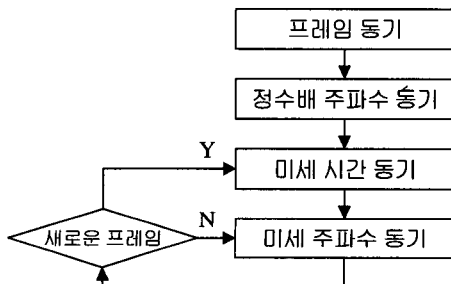 프레임 동기
정수배 주파수 동기
Y
미세 시간 동기
새로운 프레임
N
미세 주파수 동기